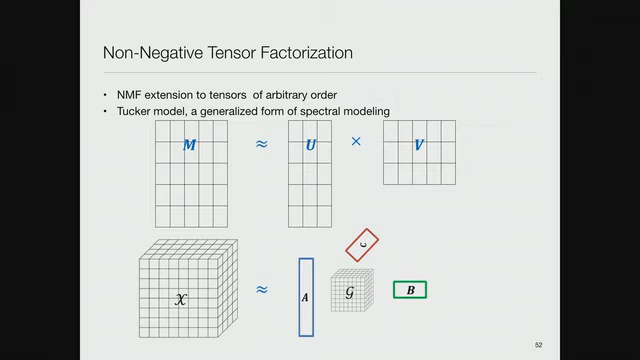 Non-Negative Tensor Factorization
• NMF extension to tensors of arbitrary order
• Tucker model, a generalized form of spectral modeling
M ≈ U × V
C
X ≈ A G B
52